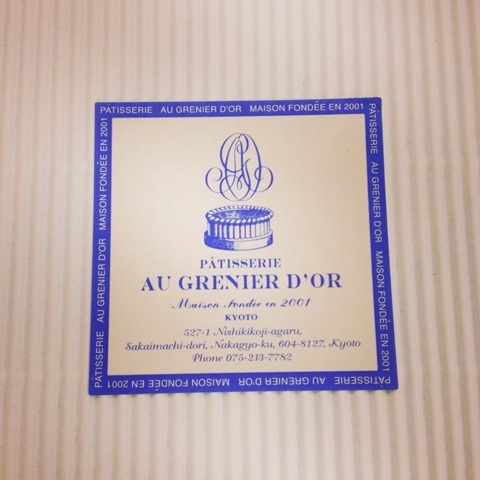 PATISSERIE AU GRENIER D'OR MAISON FONDÉE EN 2001
PATISSERIE AU GRENIER D'OR MAISON FONDÉE EN 2001
PATISSERIE AU GRENIER D'OR MAISON FONDÉE EN 2001
PÂTISSERIE
AU GRENIER D'OR
Maison Fondée en 2001
KYOTO
527-1 Nishikikoji-agaru,
Sakaimachi-dori, Nakagyo-ku, 604-8127, Kyoto
Phone 075-213-7782
PATISSERIE AU GRENIER D'OR MAISON FONDÉE EN 2001